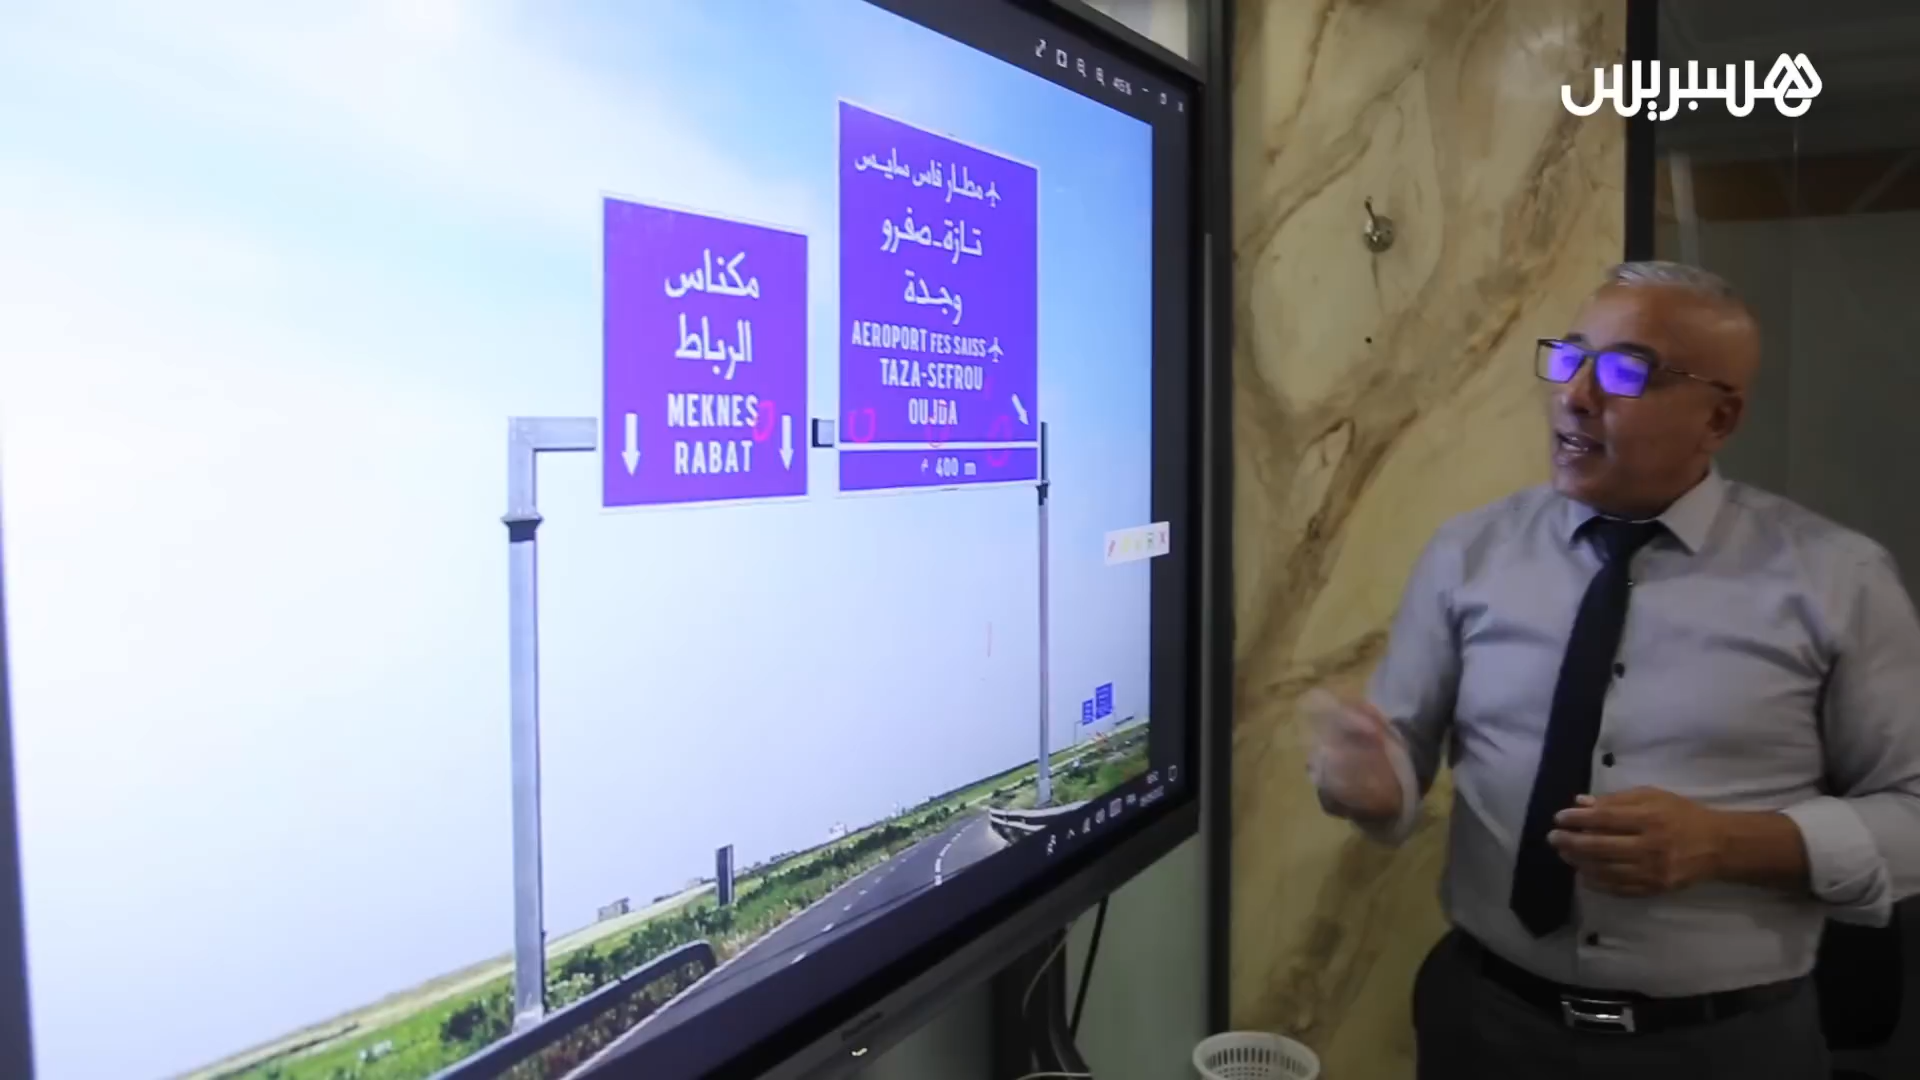 هسبريس
مكناس
الرباط
MEKNES
RABAT
مطار فاس سايس
تازة-صفرو
وجدة
AEROPORT FES SAISS
TAZA-SEFROU
OUJDA
م 400 m